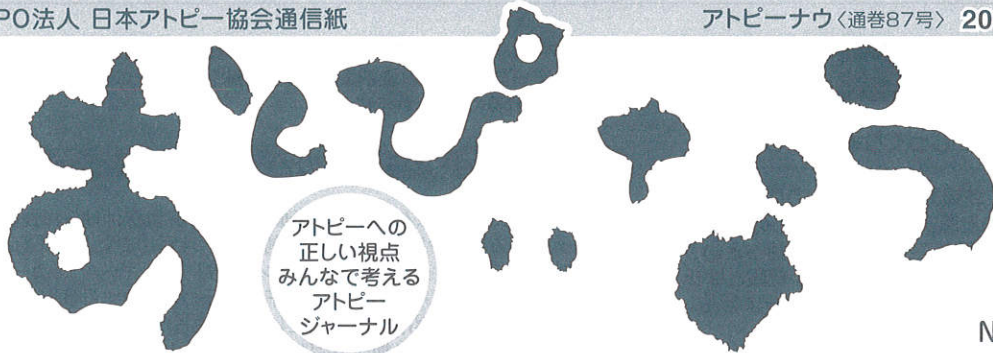 PO法人 日本アトピー協会通信紙
アトピーナウ〈通巻87号〉 20
あとぴいなう
アトピーへの
正しい視点
みんなで考える
アトピー
ジャーナル
N